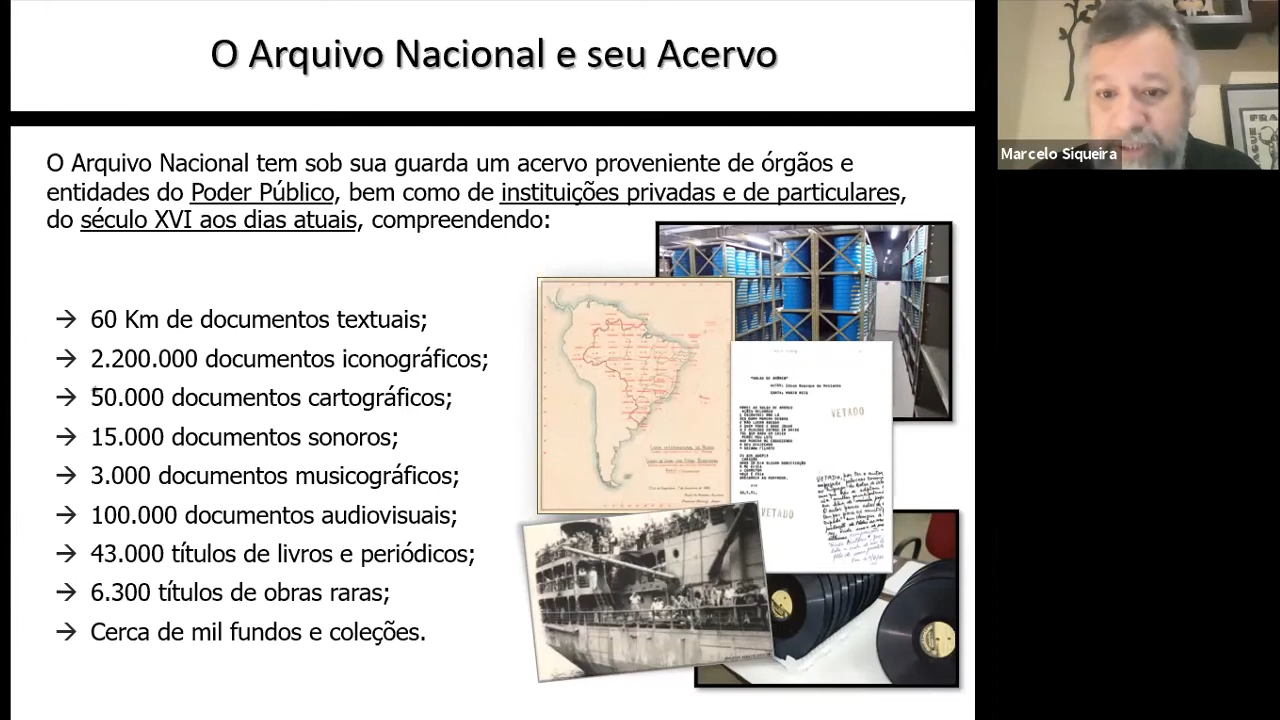 O Arquivo Nacional e seu Acervo
O Arquivo Nacional tem sob sua guarda um acervo proveniente de órgãos e
entidades do Poder Público, bem como de instituições privadas e de particulares,
do século XVI aos dias atuais, compreendendo:
→ 60 Km de documentos textuais;
→ 2.200.000 documentos iconográficos;
→ 50.000 documentos cartográficos;
→ 15.000 documentos sonoros;
→ 3.000 documentos musicográficos;
→ 100.000 documentos audiovisuais;
→ 43.000 títulos de livros e periódicos;
→ 6.300 títulos de obras raras;
→ Cerca de mil fundos e coleções.
VETADO
VETADO
Marcelo Siqueira